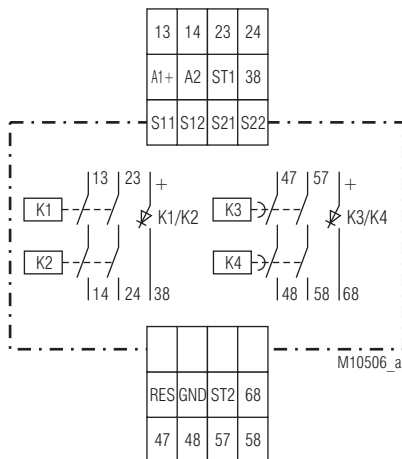 13 14 23 24
A1+ A2 ST1 38
S11 S12 S21 S22
13 23 + 47 57 +
K1 K1/K2 K3 K3/K4
K2 K4
14 24 38 48 58 68
M10506_a
RES GND ST2 68
47 48 57 58